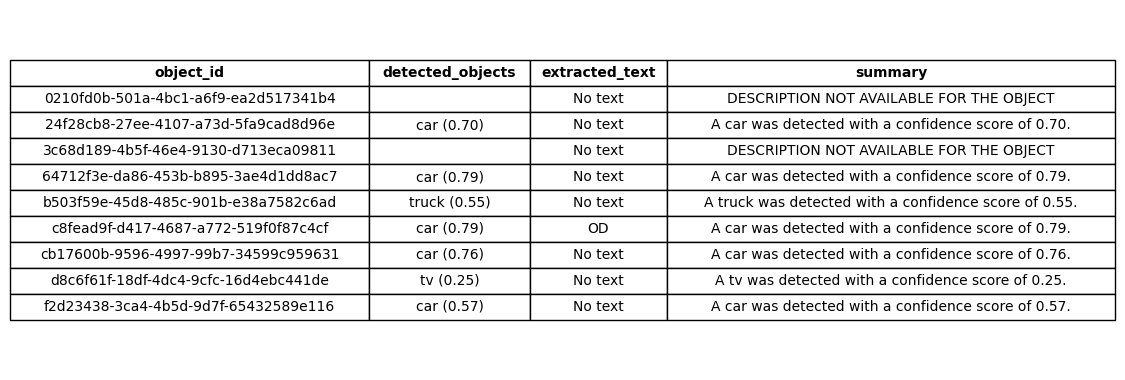 object_id detected_objects extracted_text summary
0210fd0b-501a-4bc1-a6f9-ea2d517341b4 No text DESCRIPTION NOT AVAILABLE FOR THE OBJECT
24f28cb8-27ee-4107-a73d-5fa9cad8d96e car (0.70) No text A car was detected with a confidence score of 0.70.
3c68d189-4b5f-46e4-9130-d713eca09811 No text DESCRIPTION NOT AVAILABLE FOR THE OBJECT
64712f3e-da86-453b-b895-3ae4d1dd8ac7 car (0.79) No text A car was detected with a confidence score of 0.79.
b503f59e-45d8-485c-901b-e38a7582c6ad truck (0.55) No text A truck was detected with a confidence score of 0.55.
c8fead9f-d417-4687-a772-519f0f87c4cf car (0.79) OD A car was detected with a confidence score of 0.79.
cb17600b-9596-4997-99b7-34599c959631 car (0.76) No text A car was detected with a confidence score of 0.76.
d8c6f61f-18df-4dc4-9cfc-16d4ebc441de tv (0.25) No text A tv was detected with a confidence score of 0.25.
f2d23438-3ca4-4b5d-9d7f-65432589e116 car (0.57) No text A car was detected with a confidence score of 0.57.